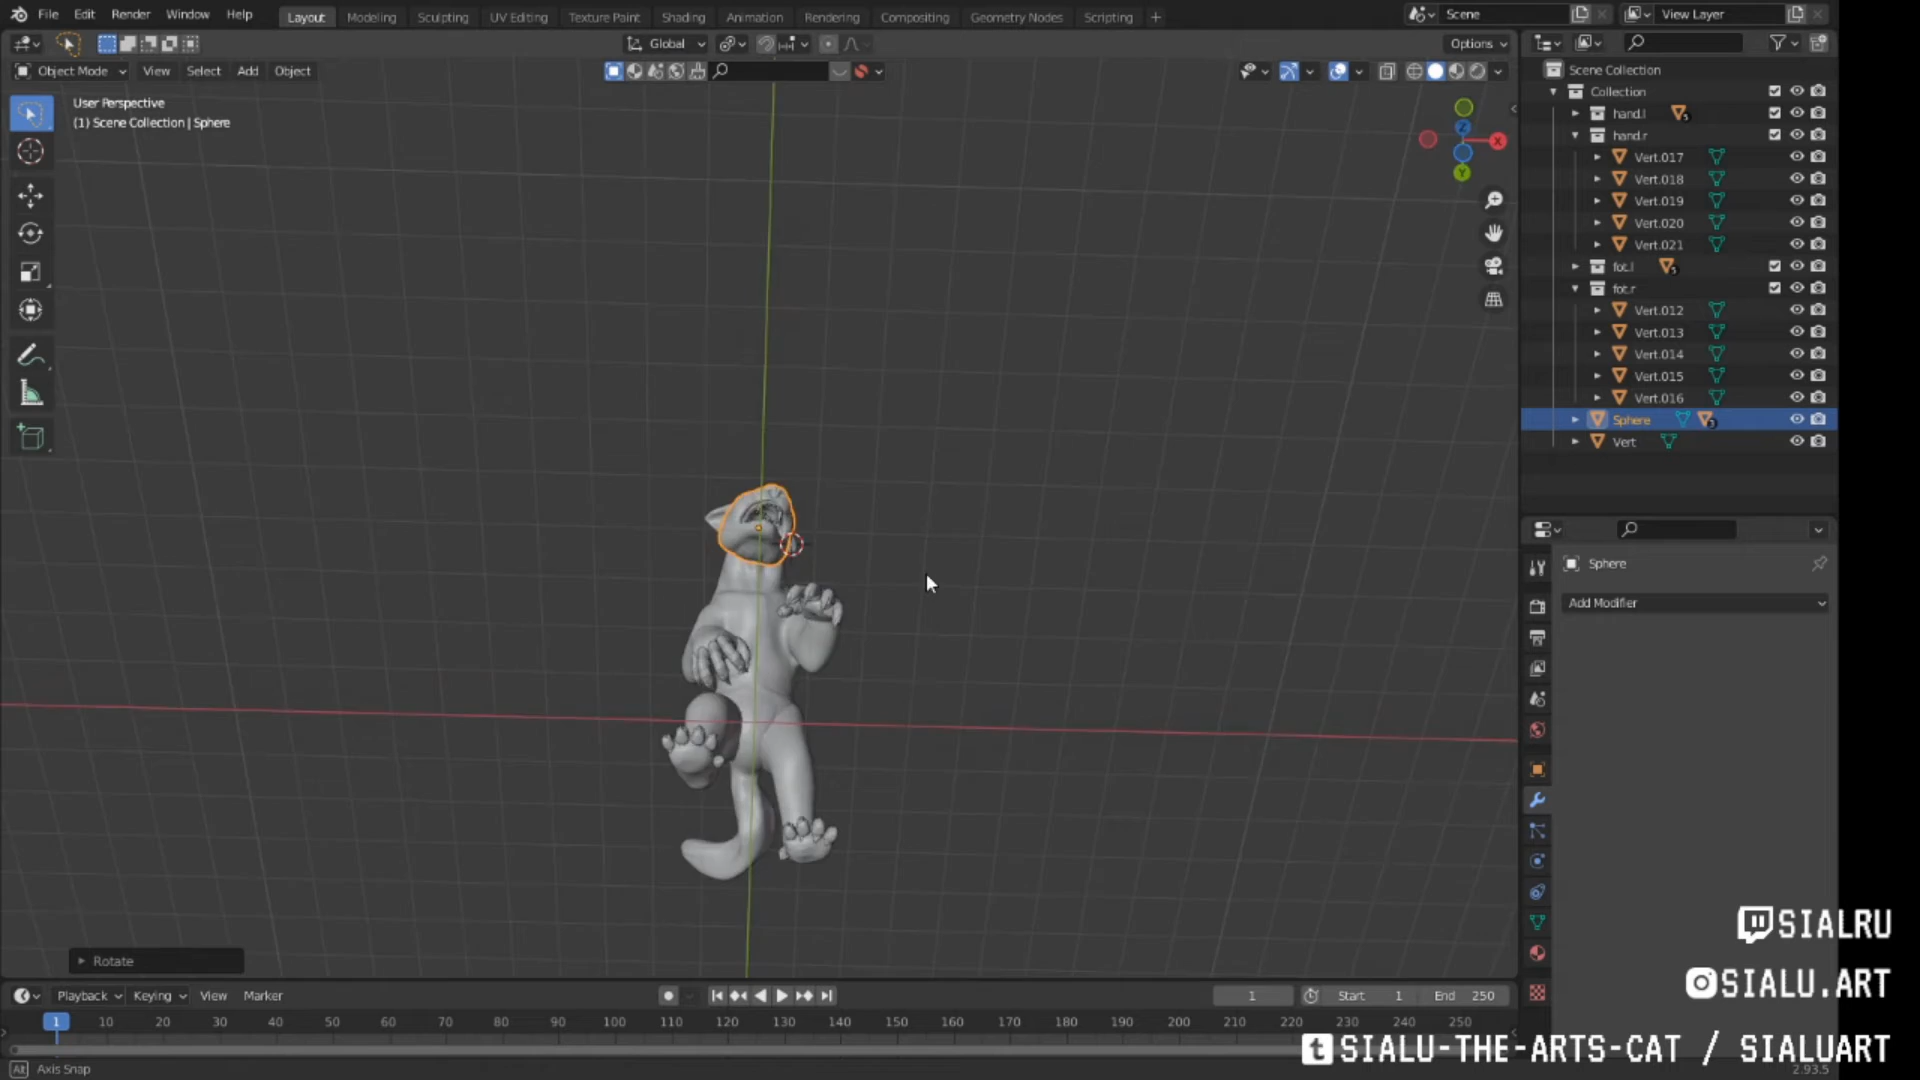 File Edit Render Window Help Layout Modeling Sculpting UV Editing Texture Paint Shading Animation Rendering Compositing Geometry Nodes Scripting + Scene View Layer
Global Options
Object Mode View Select Add Object
User Perspective
(1) Scene Collection | Sphere
X
Y
Z
Scene Collection
Collection
hand.l
hand.r
Vert.017
Vert.018
Vert.019
Vert.020
Vert.021
fot.l
fot.r
Vert.012
Vert.013
Vert.014
Vert.015
Vert.016
Sphere
Vert
Sphere
Add Modifier
Rotate
Playback Keying View Marker 1 Start 1 End 250
1 10 20 30 40 50 60 70 80 90 100 110 120 130 140 150 160 170 180 190 200 210 220 230 240 250
Alt Axis Snap
2.93.5
SIALRU
SIALU.ART
t SIALU-THE-ARTS-CAT / SIALUART